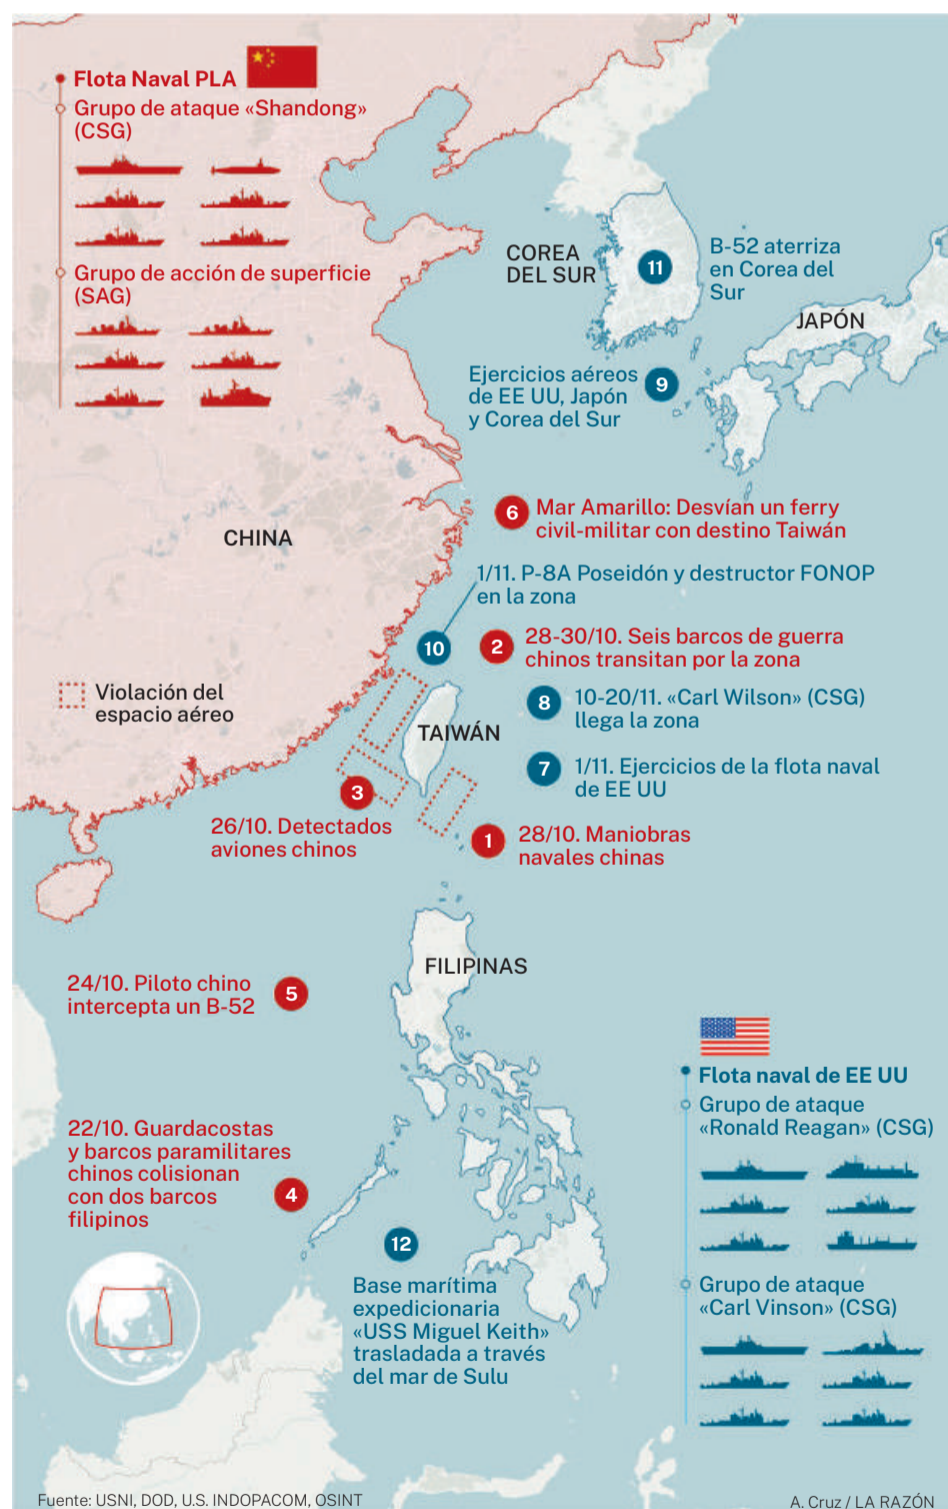 Flota Naval PLA
Grupo de ataque «Shandong»
(CSG)
Grupo de acción de superficie
(SAG)
COREA
DEL SUR
11
B-52 aterriza
en Corea del
Sur
JAPÓN
Ejercicios aéreos
de EE UU, Japón
y Corea del Sur
9
6
Mar Amarillo: Desvían un ferry
civil-militar con destino Taiwán
CHINA
1/11. P-8A Poseidón y destructor FONOP
en la zona
10
2
28-30/10. Seis barcos de guerra
chinos transitan por la zona
Violación del
espacio aéreo
8
10-20/11. «Carl Wilson» (CSG)
llega la zona
TAIWÁN
7
1/11. Ejercicios de la flota naval
de EE UU
3
26/10. Detectados
aviones chinos
1
28/10. Maniobras
navales chinas
FILIPINAS
24/10. Piloto chino
intercepta un B-52
5
Flota naval de EE UU
Grupo de ataque
«Ronald Reagan» (CSG)
22/10. Guardacostas
y barcos paramilitares
chinos colisionan
con dos barcos
filipinos
4
12
Base marítima
expedicionaria
«USS Miguel Keith»
trasladada a través
del mar de Sulu
Grupo de ataque
«Carl Vinson» (CSG)
Fuente: USNI, DOD, U.S. INDOPACOM, OSINT
A. Cruz / LA RAZÓN